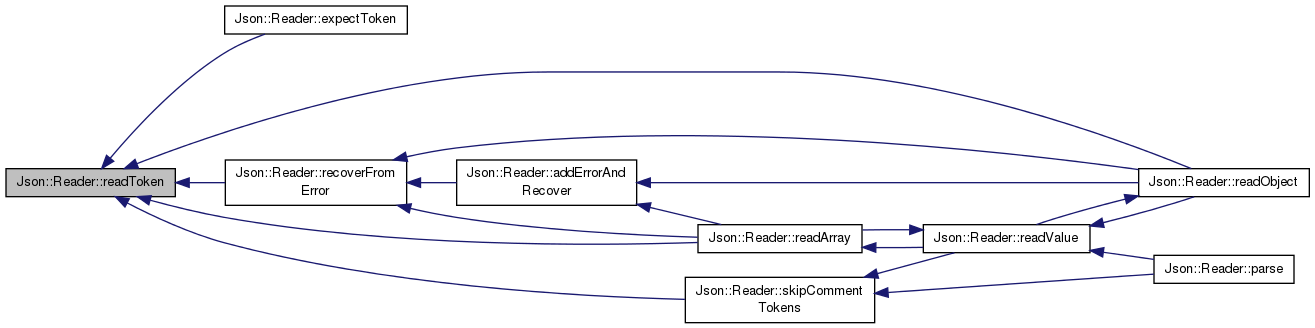 Json::Reader::expectToken
Json::Reader::readToken
Json::Reader::recoverFrom
Error
Json::Reader::addErrorAnd
Recover
Json::Reader::readObject
Json::Reader::readArray
Json::Reader::readValue
Json::Reader::parse
Json::Reader::skipComment
Tokens